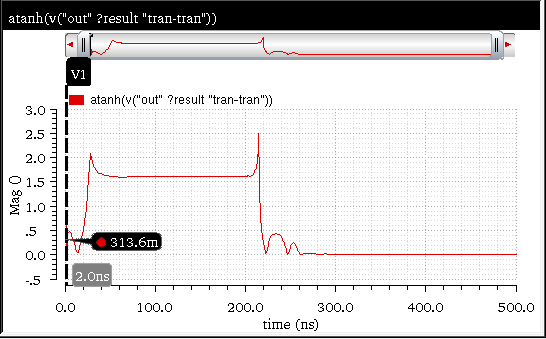 atanh(v("out" ?result "tran-tran"))
V1
atanh(v("out" ?result "tran-tran"))
3.0
2.5
2.0
1.5
1.0
.5
0.0
-.5
Mag ()
313.6m
2.0ns
0.0 100.0 200.0 300.0 400.0 500.0
time (ns)